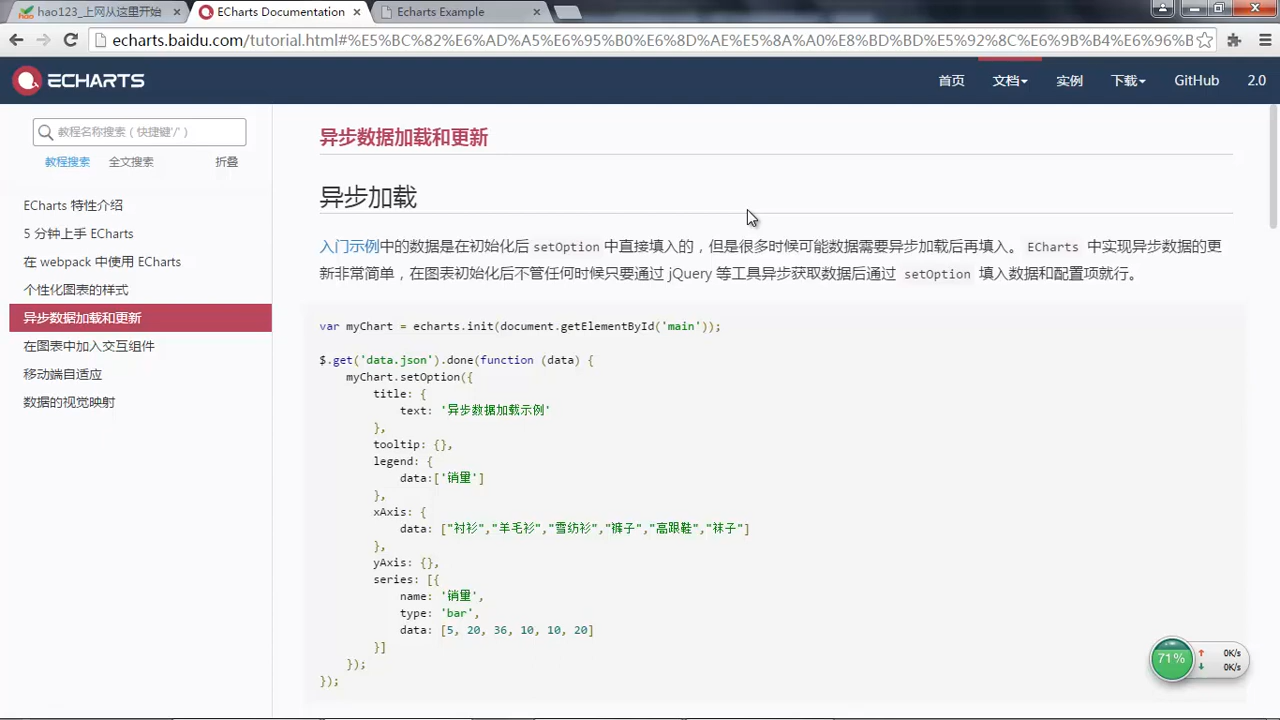 hao123_上网从这里开始
ECharts Documentation
Echarts Example
echarts.baidu.com/tutorial.html#%E5%BC%82%E6%AD%A5%E6%95%B0%E6%8D%AE%E5%8A%A0%E8%BD%BD%E5%92%8C%E6%9B%B4%E6%96%B
ECHARTS
首页 文档 实例 下载 GitHub 2.0
教程名称搜索（快捷键'/'）
教程搜索 全文搜索 折叠
ECharts 特性介绍
5 分钟上手 ECharts
在 webpack 中使用 ECharts
个性化图表的样式
异步数据加载和更新
在图表中加入交互组件
移动端自适应
数据的视觉映射
异步数据加载和更新
异步加载
入门示例中的数据是在初始化后 setOption 中直接填入的，但是很多时候可能数据需要异步加载后再填入。 ECharts 中实现异步数据的更
新非常简单，在图表初始化后不管任何时候只要通过 jQuery 等工具异步获取数据后通过 setOption 填入数据和配置项就行。
var myChart = echarts.init(document.getElementById('main'));
$.get('data.json').done(function (data) {
    myChart.setOption({
        title: {
            text: '异步数据加载示例'
        },
        tooltip: {},
        legend: {
            data:['销量']
        },
        xAxis: {
            data: ["衬衫","羊毛衫","雪纺衫","裤子","高跟鞋","袜子"]
        },
        yAxis: {},
        series: [{
            name: '销量',
            type: 'bar',
            data: [5, 20, 36, 10, 10, 20]
        }]
    });
});
71%
0K/s
0K/s